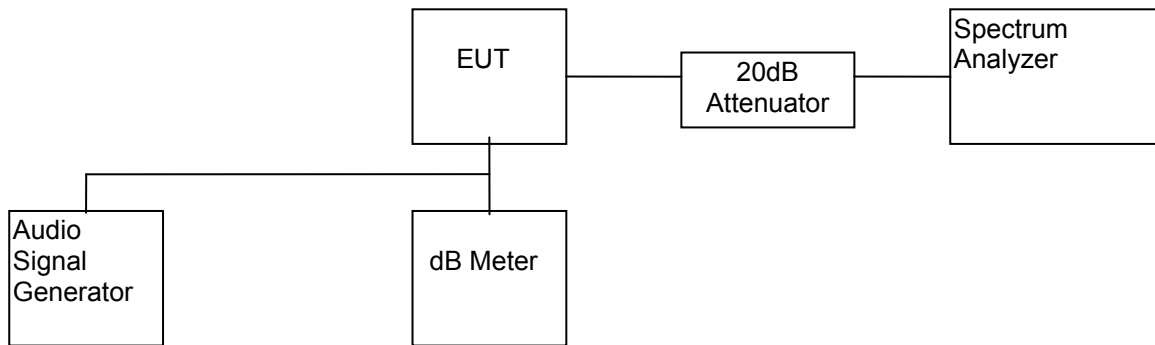 EUT
20dB
Attenuator
Spectrum
Analyzer
Audio
Signal
Generator
dB Meter